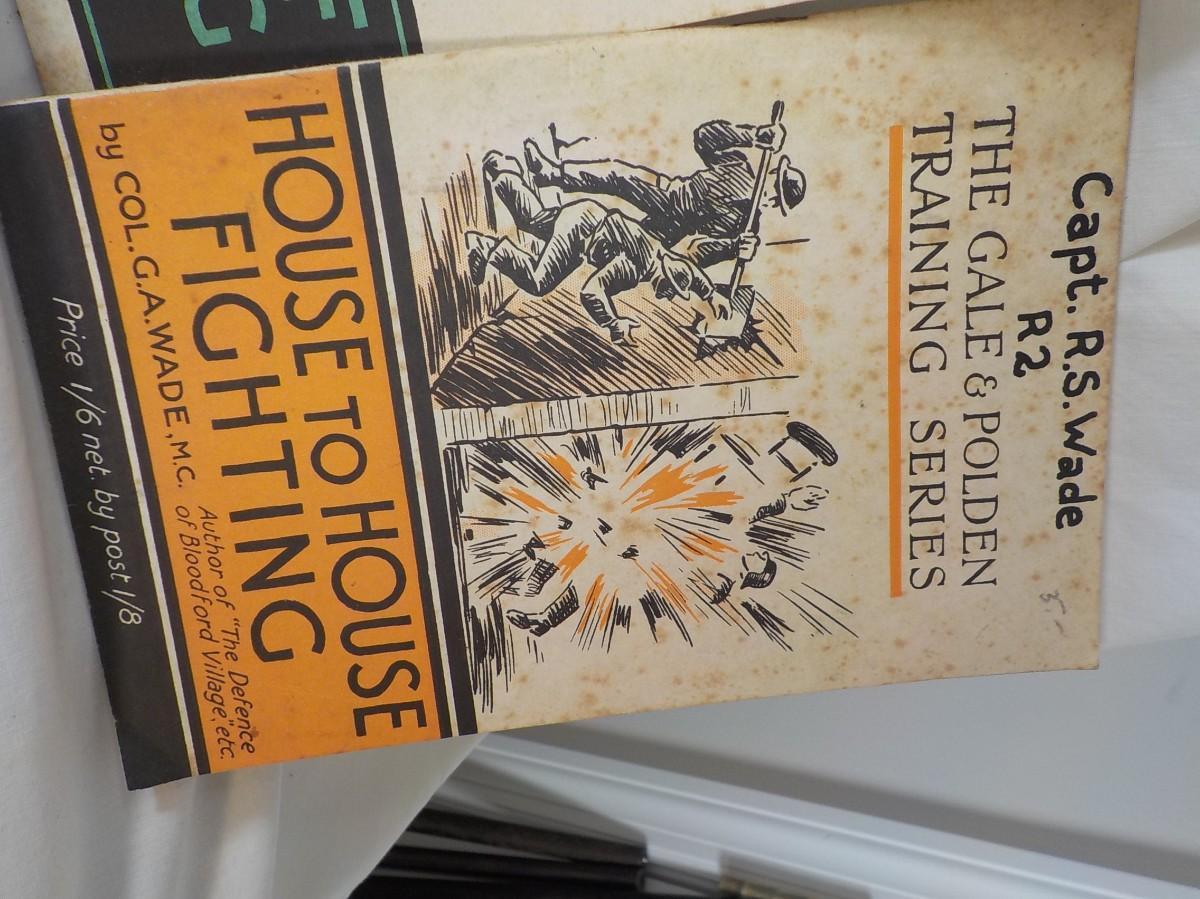 Capt. R.S. Wade
R2
THE GALE & POLDEN
TRAINING SERIES
HOUSE TO HOUSE
FIGHTING
by COL. G.A. WADE, M.C.
Author of "The Defence
of Bloodford Village," etc.
Price 1/6 net. by post 1/8